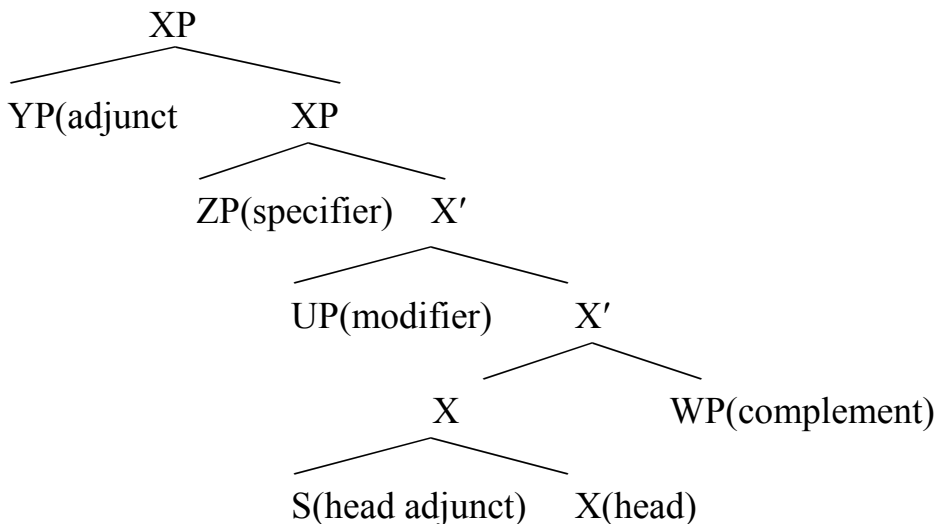 XP
YP(adjunct XP
ZP(specifier) X′
UP(modifier) X′
X WP(complement)
S(head adjunct) X(head)